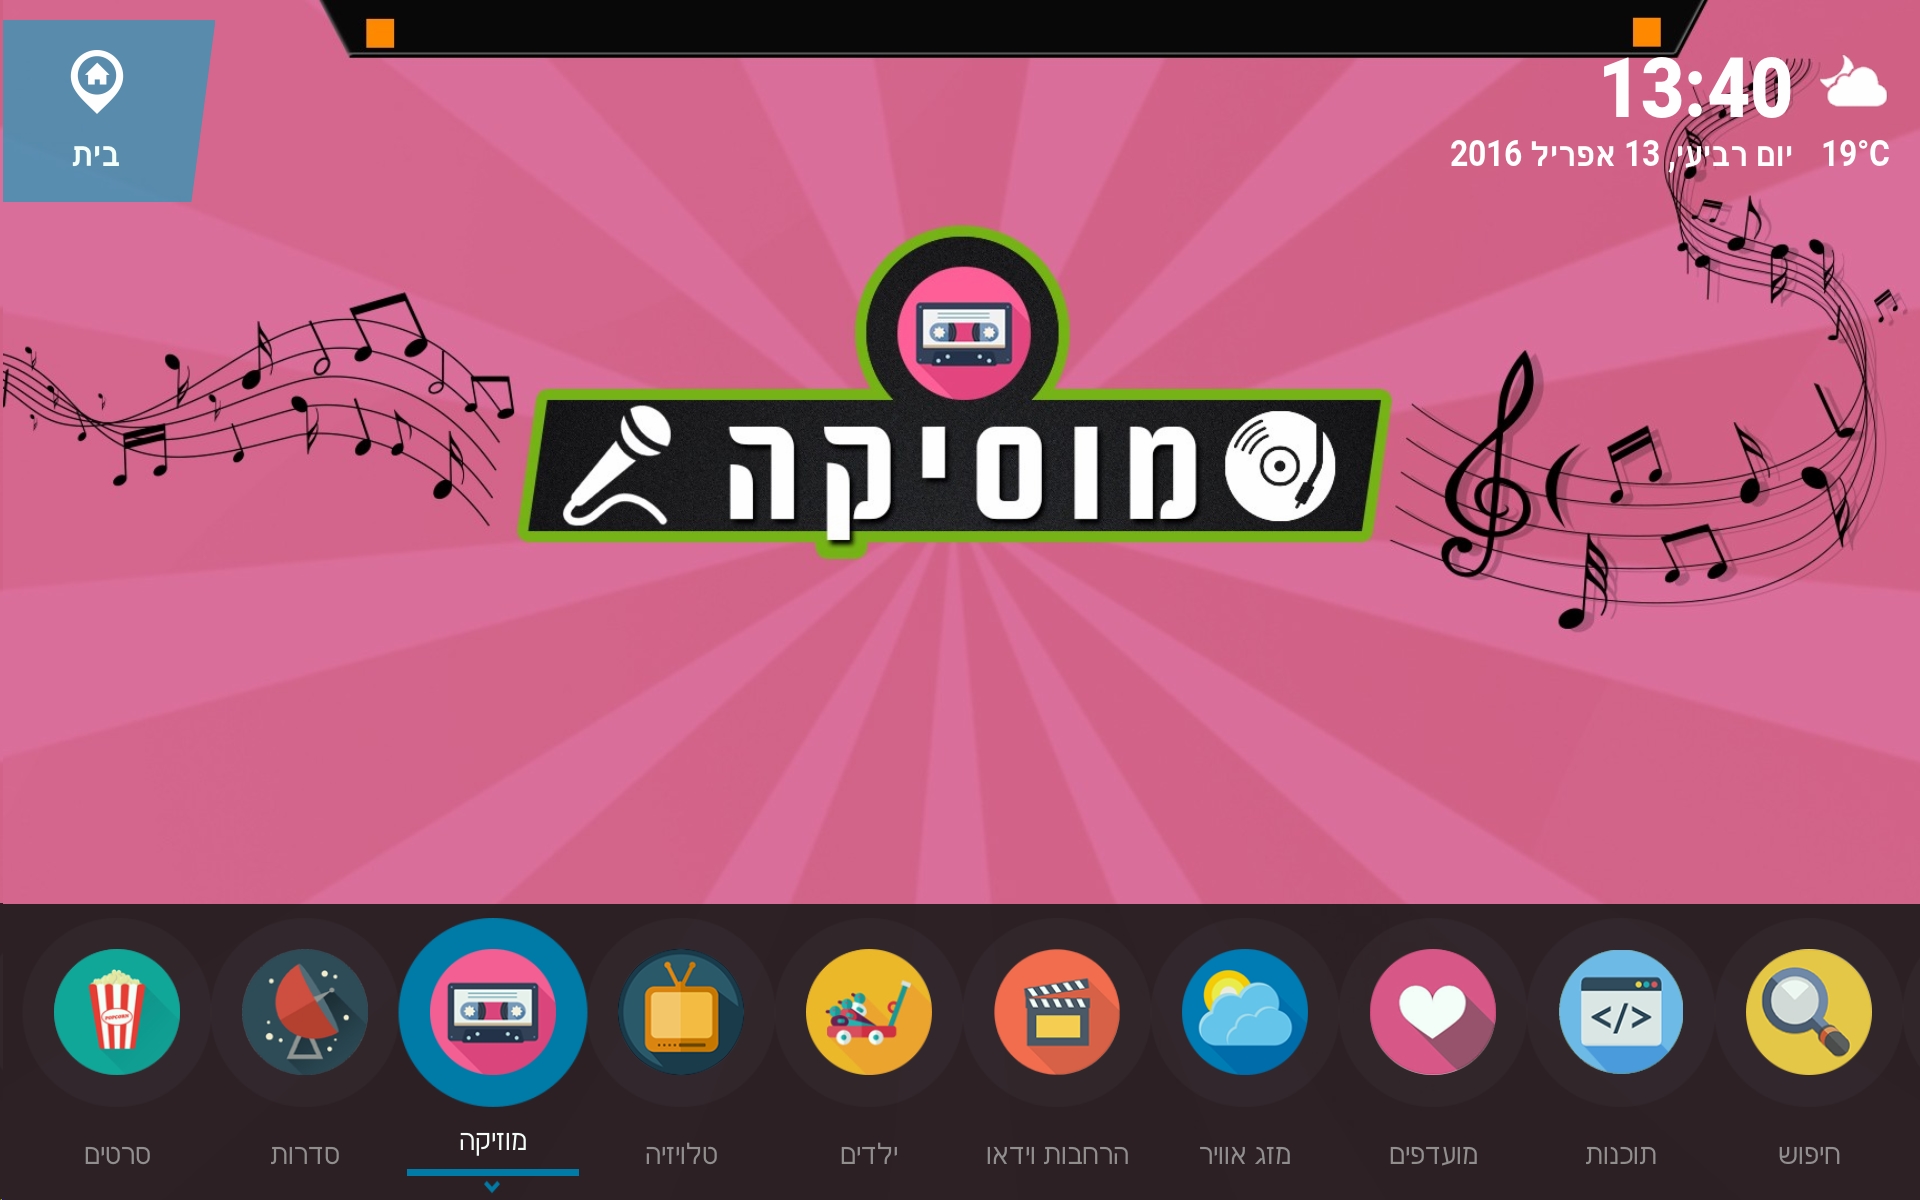 13:40
19°C
יום רביעי, 13 אפריל 2016
בית
מוסיקה
POPCORN
</>
סרטים
סדרות
מוזיקה
טלויזיה
ילדים
הרחבות וידאו
מזג אוויר
מועדפים
תוכנות
חיפוש